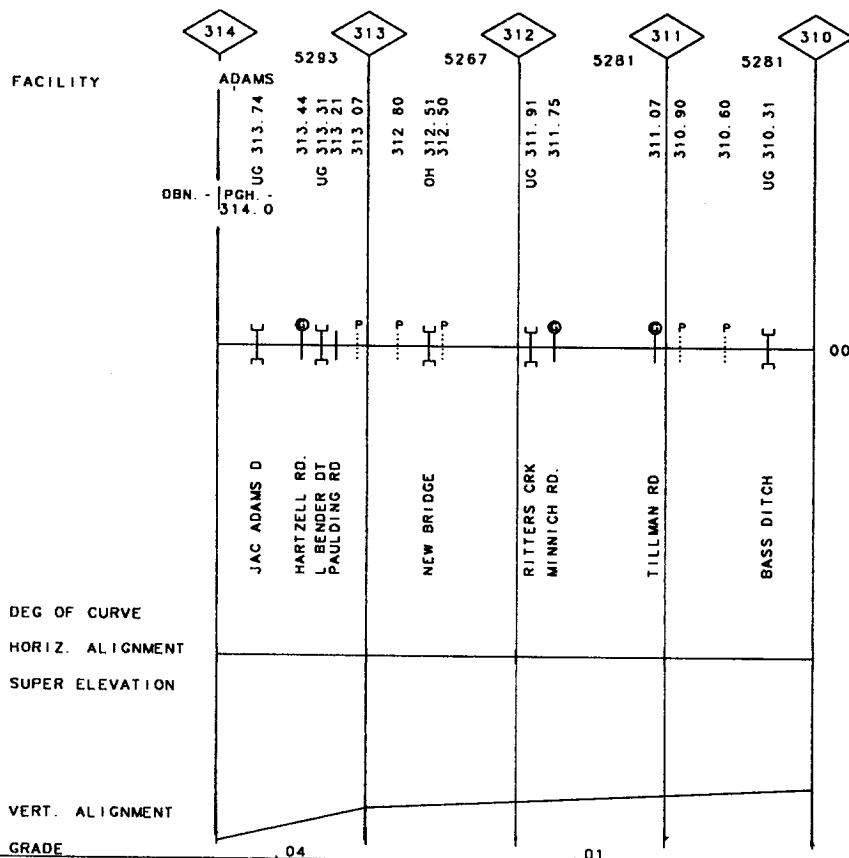 314 313 312 311 310
5293 5267 5281 5281
FACILITY
ADAMS
UG 313.74
313.44
UG 313.31
313.21
313 07
312 80
OH 312.51
312.50
UG 311.91
311.75
311.07
310.90
310.60
UG 310.31
DBN. - PGH. -
314.0
G P P P G G P P
00
JAC ADAMS D
HARTZELL RD.
L BENDER DT
PAULDING RD
NEW BRIDGE
RITTERS CRK
MINNICH RD.
TILLMAN RD
BASS DITCH
DEG OF CURVE
HORIZ. ALIGNMENT
SUPER ELEVATION
VERT. ALIGNMENT
GRADE .04 .01